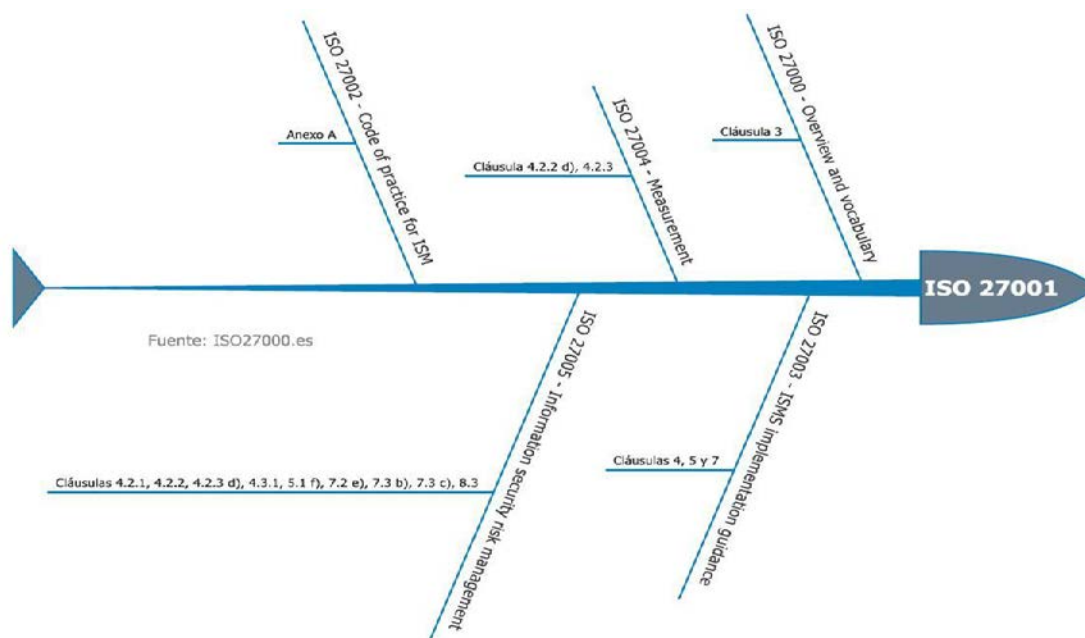 ISO 27002 - Code of practice for ISM
Anexo A
ISO 27004 - Measurement
Cláusula 4.2.2 d), 4.2.3
ISO 27000 - Overview and vocabulary
Cláusula 3
ISO 27001
Fuente: ISO27000.es
ISO 27005 - Information security risk management
Cláusulas 4.2.1, 4.2.2, 4.2.3 d), 4.3.1, 5.1 f), 7.2 e), 7.3 b), 7.3 c), 8.3
ISO 27003 - ISMS implementation guidance
Cláusulas 4, 5 y 7